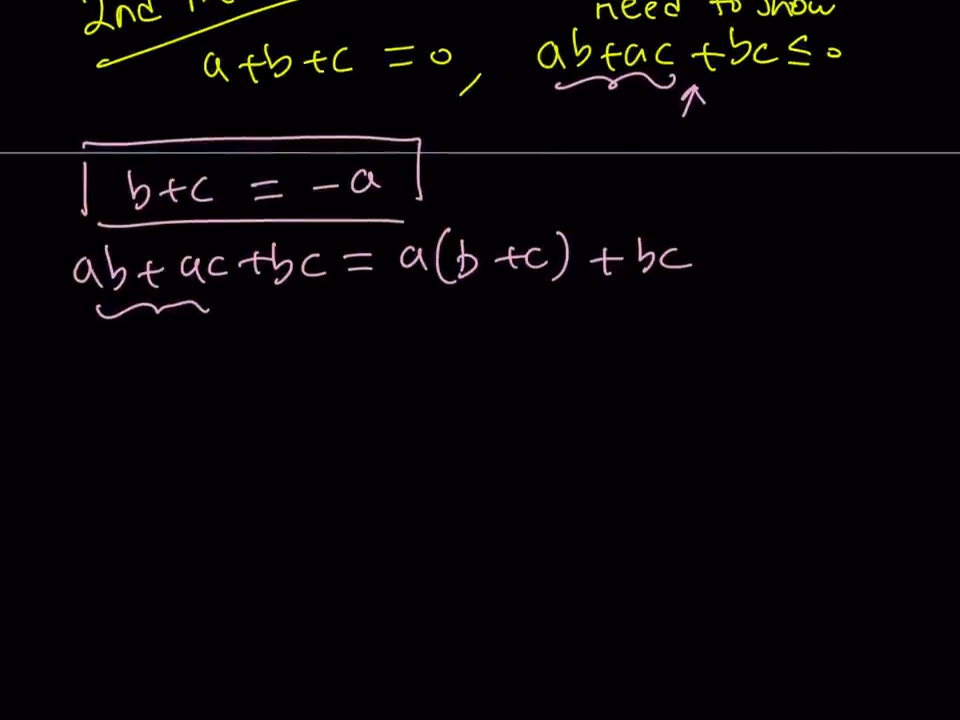 2nd
need to show
a+b+c = 0, ab+ac+bc ≤ 0
b+c = -a
ab+ac+bc = a(b+c)+bc